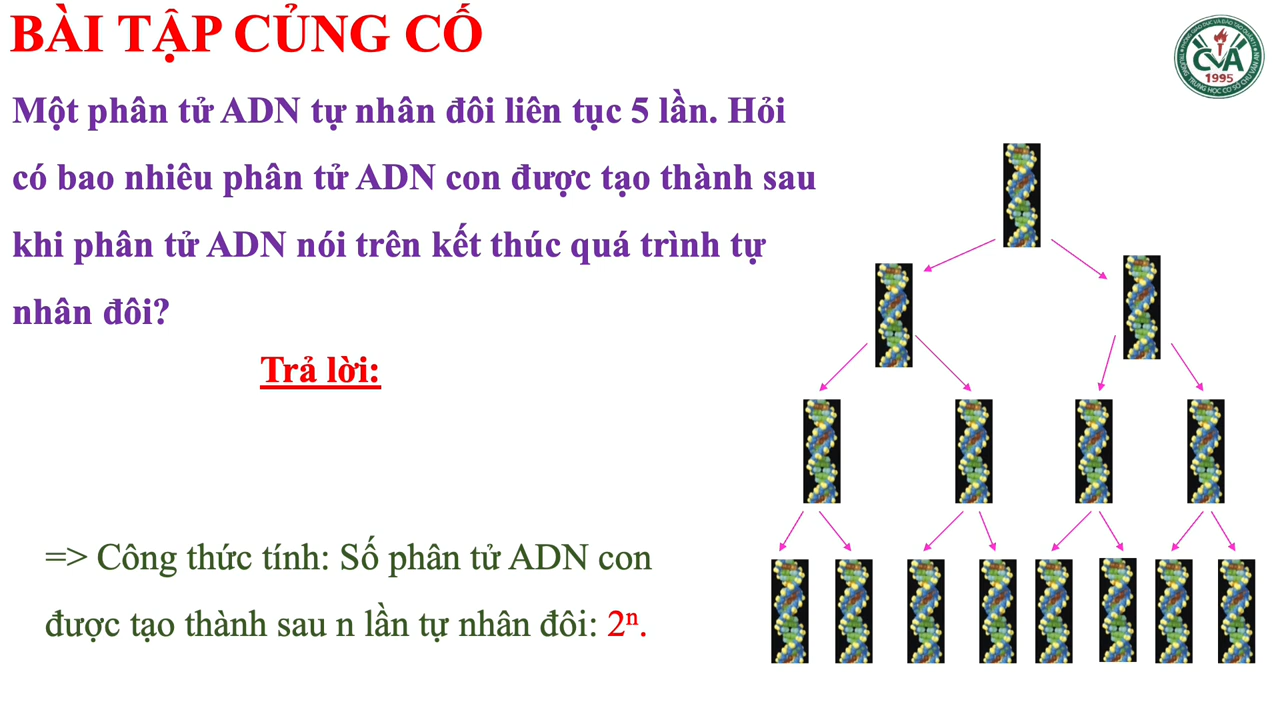 BÀI TẬP CỦNG CỐ
Một phân tử ADN tự nhân đôi liên tục 5 lần. Hỏi
có bao nhiêu phân tử ADN con được tạo thành sau
khi phân tử ADN nói trên kết thúc quá trình tự
nhân đôi?
Trả lời:
=> Công thức tính: Số phân tử ADN con
được tạo thành sau n lần tự nhân đôi: 2ⁿ.
CVA
1995